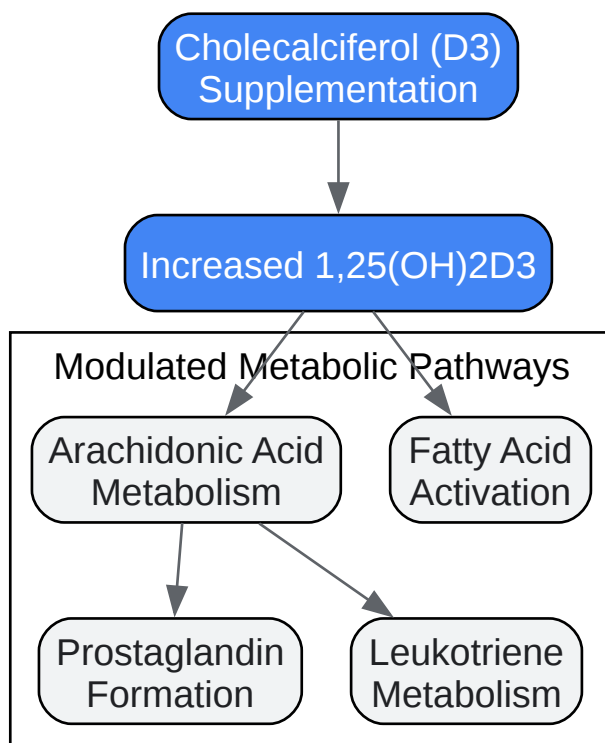 Cholecalciferol (D3)
Supplementation
Increased 1,25(OH)2D3
Modulated Metabolic Pathways
Arachidonic Acid
Metabolism
Fatty Acid
Activation
Prostaglandin
Formation
Leukotriene
Metabolism